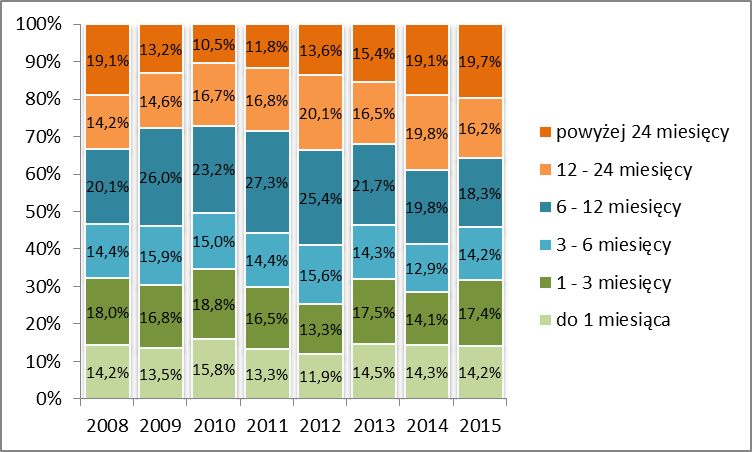 100%
90%
80%
70%
60%
50%
40%
30%
20%
10%
0%
19,1% 13,2% 10,5% 11,8% 13,6% 15,4% 19,1% 19,7%
14,2% 14,6% 16,7% 16,8% 20,1% 16,5% 19,8% 16,2%
20,1% 26,0% 23,2% 27,3% 25,4% 21,7% 19,8% 18,3%
14,4% 15,9% 15,0% 14,4% 15,6% 14,3% 12,9% 14,2%
18,0% 16,8% 18,8% 16,5% 13,3% 17,5% 14,1% 17,4%
14,2% 13,5% 15,8% 13,3% 11,9% 14,5% 14,3% 14,2%
2008 2009 2010 2011 2012 2013 2014 2015
powyżej 24 miesięcy
12 - 24 miesięcy
6 - 12 miesięcy
3 - 6 miesięcy
1 - 3 miesięcy
do 1 miesiąca